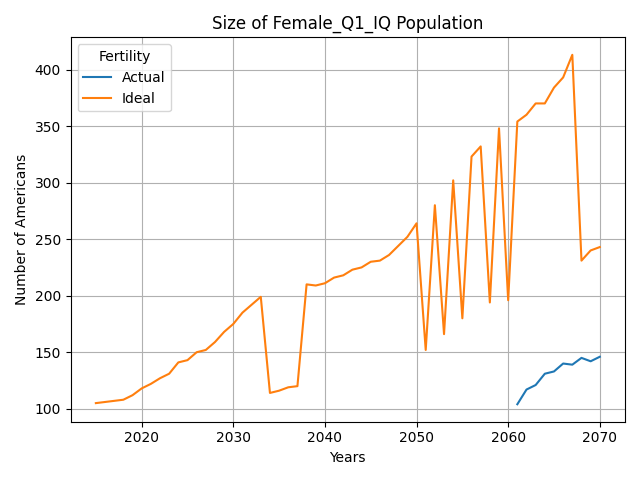 Size of Female_Q1_IQ Population
Fertility
Actual
Ideal
Number of Americans
400
350
300
250
200
150
100
2020 2030 2040 2050 2060 2070
Years